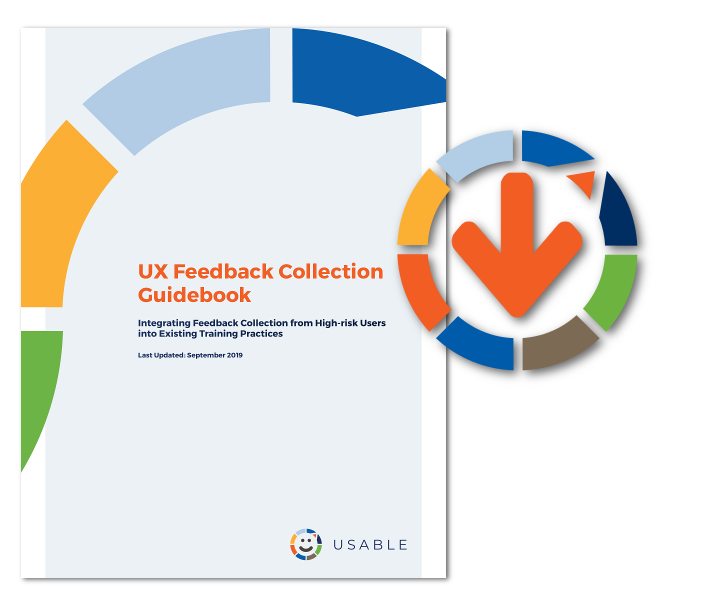 UX Feedback Collection
Guidebook
Integrating Feedback Collection from High-risk Users
into Existing Training Practices
Last Updated: September 2019
USABLE